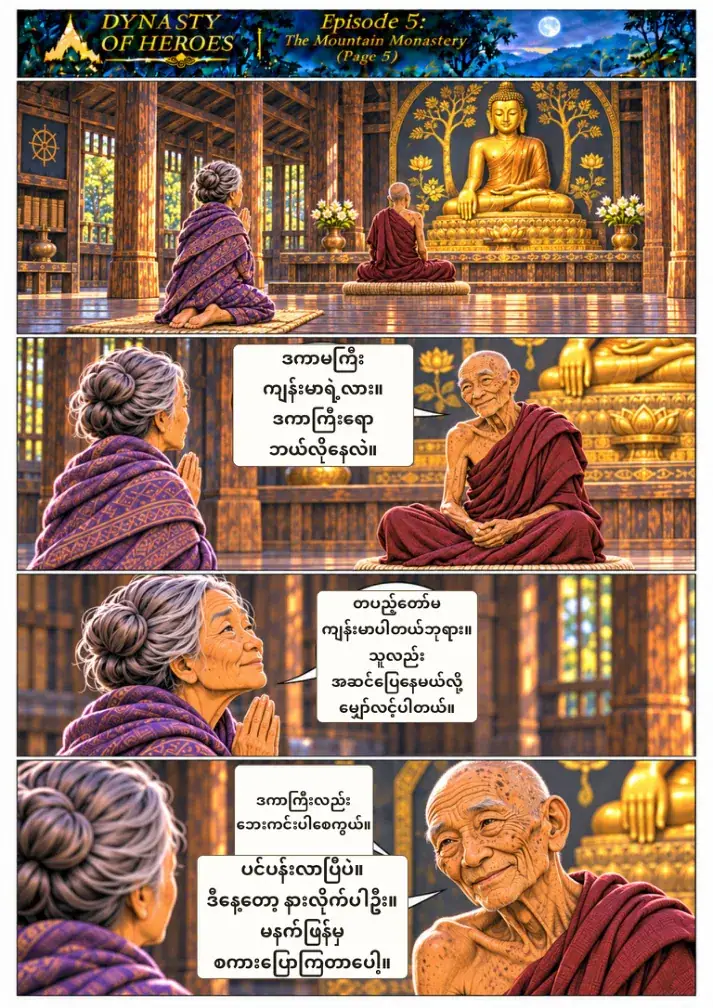 DYNASTY
OF HEROES
Episode 5:
The Mountain Monastery
(Page 5)
ဒကာမကြီး
ကျန်းမာရဲ့လား။
ဒကာကြီးရော
ဘယ်လိုနေလဲ။
တပည့်တော်မ
ကျန်းမာပါတယ်ဘုရား။
သူလည်း
အဆင်ပြေနေမယ်လို့
မျှော်လင့်ပါတယ်။
ဒကာကြီးလည်း
ဘေးကင်းပါစေကွယ်။
ပင်ပန်းလာပြီပဲ။
ဒီနေ့တော့ နားလိုက်ပါဦး။
မနက်ဖြန်မှ
စကားပြောကြတာပေါ့။